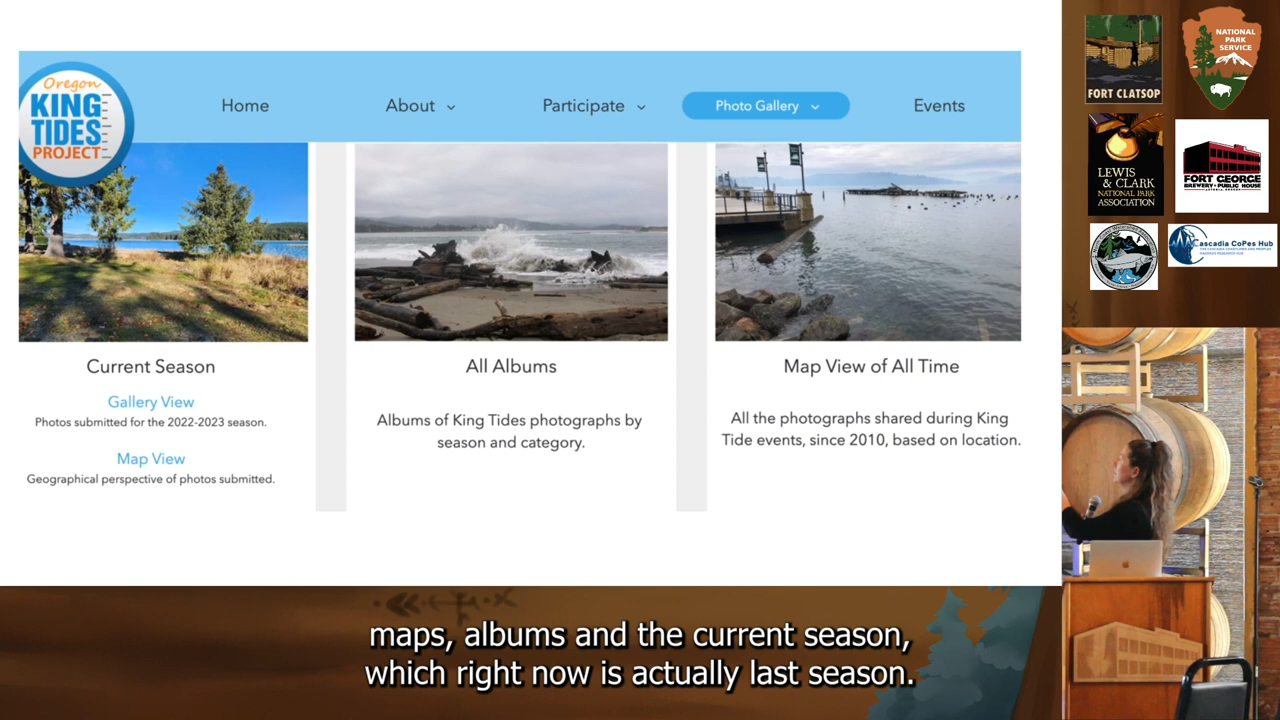 Oregon
KING
TIDES
PROJECT
Home
About
Participate
Photo Gallery
Events
Current Season
Gallery View
Photos submitted for the 2022-2023 season.
Map View
Geographical perspective of photos submitted.
All Albums
Albums of King Tides photographs by
season and category.
Map View of All Time
All the photographs shared during King
Tide events, since 2010, based on location.
FORT CLATSOP
NATIONAL
PARK
SERVICE
LEWIS
& CLARK
NATIONAL PARK
ASSOCIATION
FORT GEORGE
BREWERY + PUBLIC HOUSE
Cascadia CoPes Hub
maps, albums and the current season,
which right now is actually last season.